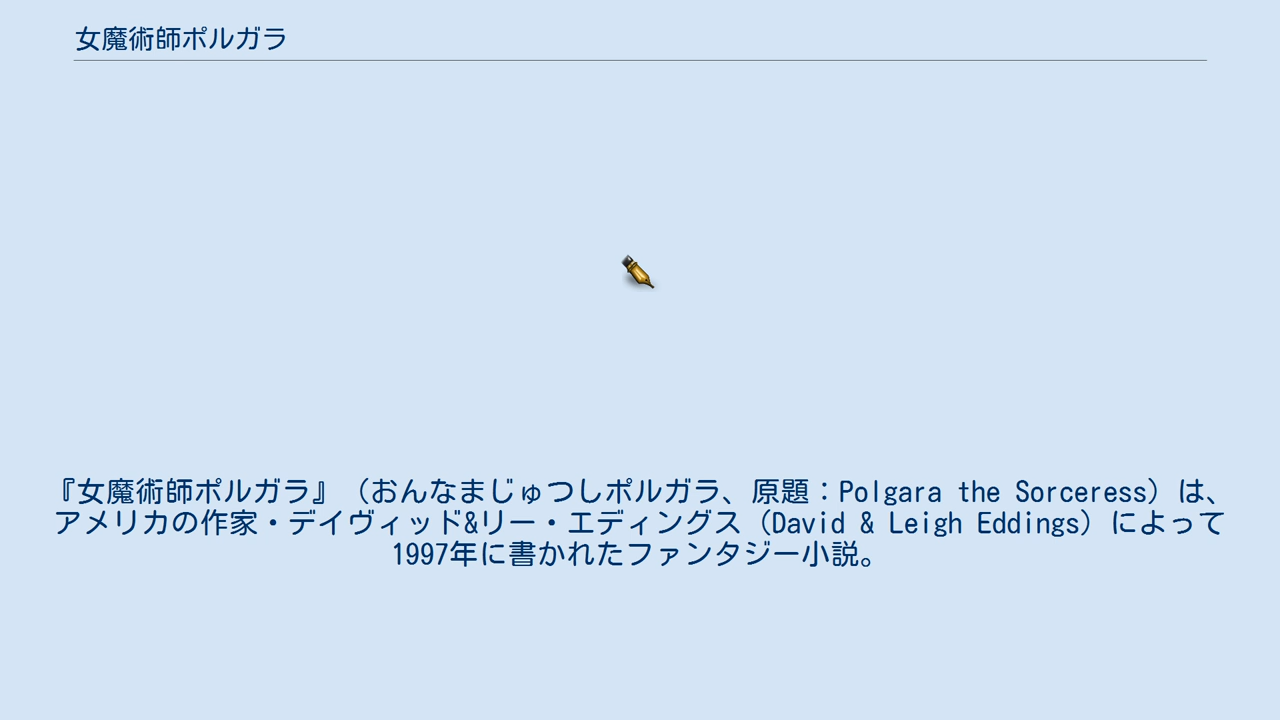 女魔術師ポルガラ
『女魔術師ポルガラ』（おんなまじゅつしポルガラ、原題：Polgara the Sorceress）は、
アメリカの作家・デイヴィッド&リー・エディングス（David & Leigh Eddings）によって
1997年に書かれたファンタジー小説。